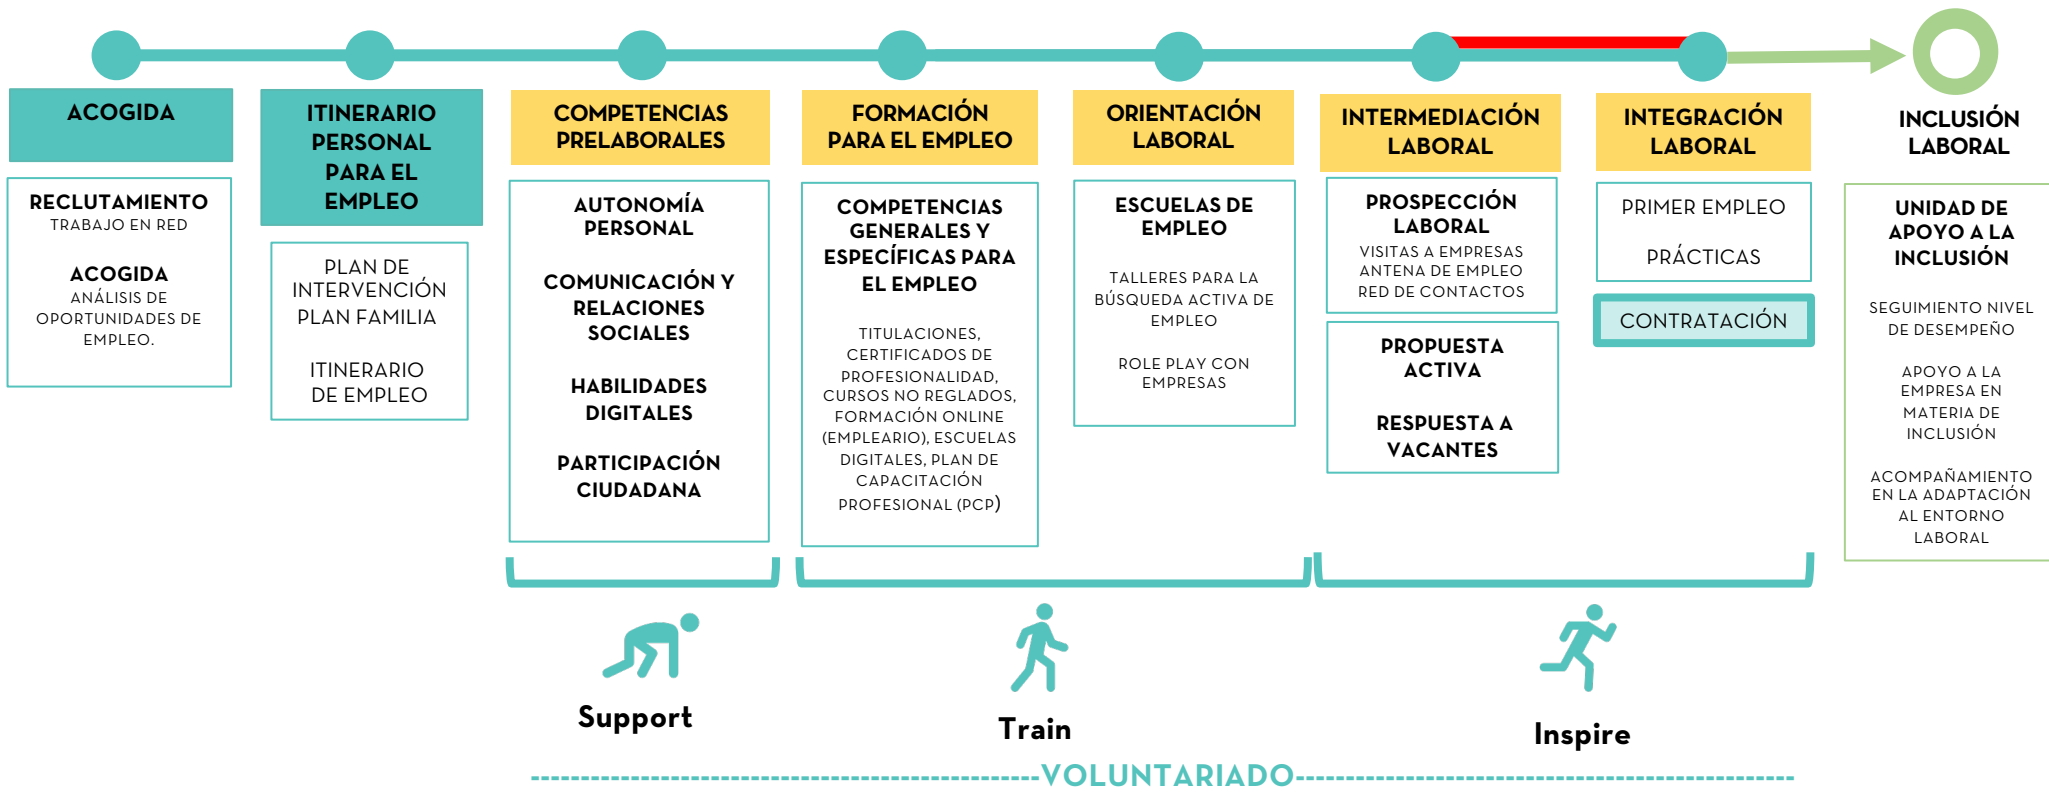 ACOGIDA
RECLUTAMIENTO
TRABAJO EN RED
ACOGIDA
ANÁLISIS DE
OPORTUNIDADES DE
EMPLEO.
ITINERARIO
PERSONAL
PARA EL
EMPLEO
PLAN DE
INTERVENCIÓN
PLAN FAMILIA
ITINERARIO
DE EMPLEO
COMPETENCIAS
PRELABORALES
AUTONOMÍA
PERSONAL
COMUNICACIÓN Y
RELACIONES
SOCIALES
HABILIDADES
DIGITALES
PARTICIPACIÓN
CIUDADANA
FORMACIÓN
PARA EL EMPLEO
COMPETENCIAS
GENERALES Y
ESPECÍFICAS PARA
EL EMPLEO
TITULACIONES,
CERTIFICADOS DE
PROFESIONALIDAD,
CURSOS NO REGLADOS,
FORMACIÓN ONLINE
(EMPLEARIO), ESCUELAS
DIGITALES, PLAN DE
CAPACITACIÓN
PROFESIONAL (PCP)
ORIENTACIÓN
LABORAL
ESCUELAS DE
EMPLEO
TALLERES PARA LA
BÚSQUEDA ACTIVA DE
EMPLEO
ROLE PLAY CON
EMPRESAS
INTERMEDIACIÓN
LABORAL
PROSPECCIÓN
LABORAL
VISITAS A EMPRESAS
ANTENA DE EMPLEO
RED DE CONTACTOS
PROPUESTA
ACTIVA
RESPUESTA A
VACANTES
INTEGRACIÓN
LABORAL
PRIMER EMPLEO
PRÁCTICAS
CONTRATACIÓN
INCLUSIÓN
LABORAL
UNIDAD DE
APOYO A LA
INCLUSIÓN
SEGUIMIENTO NIVEL
DE DESEMPEÑO
APOYO A LA
EMPRESA EN
MATERIA DE
INCLUSIÓN
ACOMPAÑAMIENTO
EN LA ADAPTACIÓN
AL ENTORNO
LABORAL
Support
Train
Inspire
VOLUNTARIADO